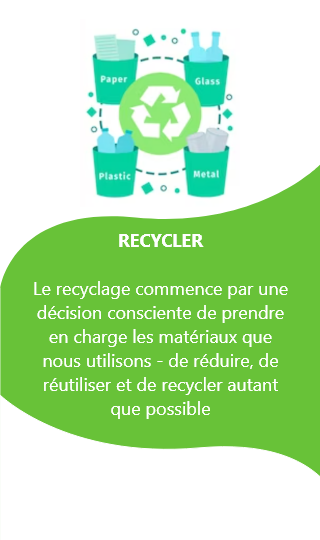 Paper
Glass
Plastic
Metal
RECYCLER
Le recyclage commence par une
décision consciente de prendre
en charge les matériaux que
nous utilisons - de réduire, de
réutiliser et de recycler autant
que possible